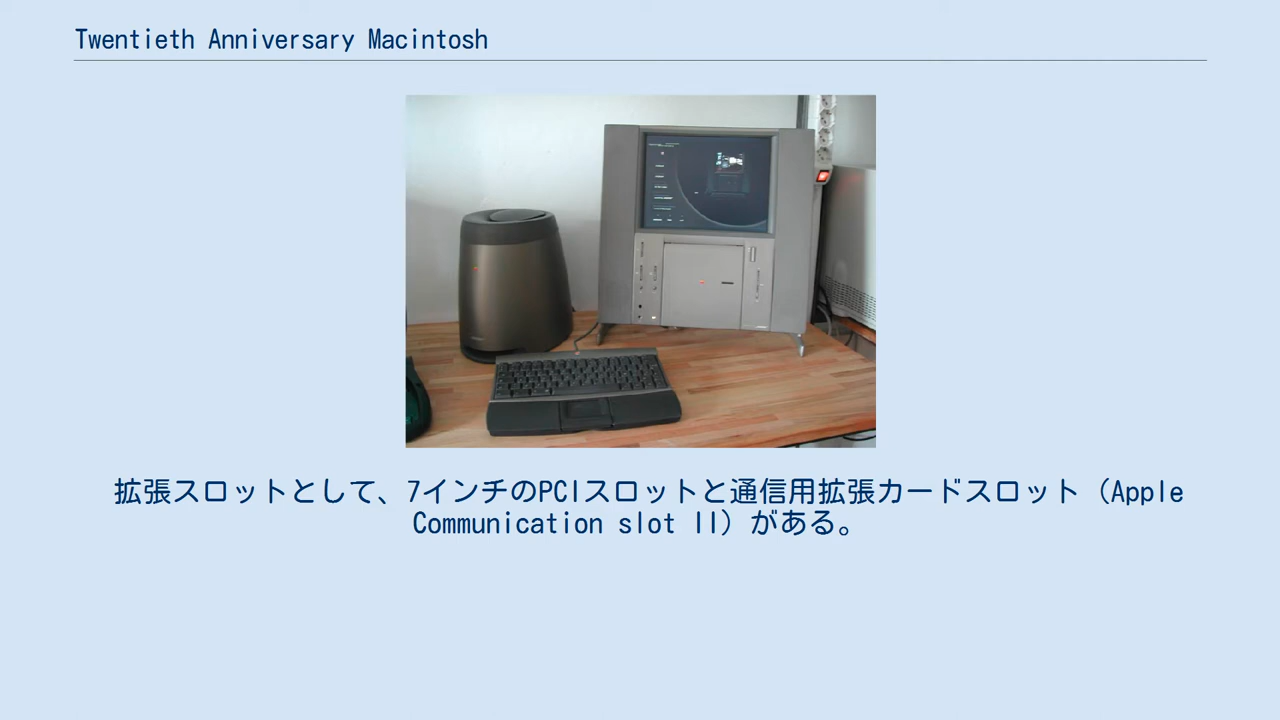 Twentieth Anniversary Macintosh
拡張スロットとして、7インチのPCIスロットと通信用拡張カードスロット（Apple
Communication slot II）がある。